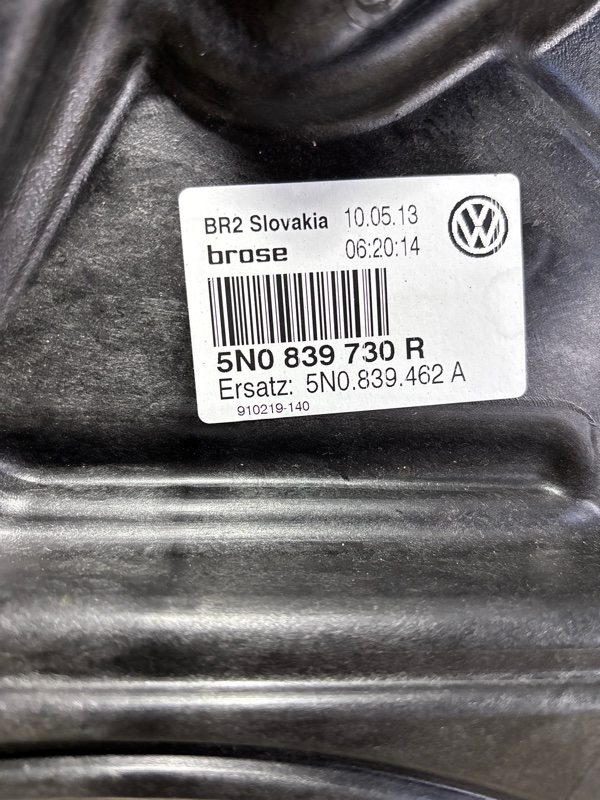 BR2 Slovakia 10.05.13
brose 06:20:14
5N0 839 730 R
Ersatz: 5N0.839.462 A
910219-140